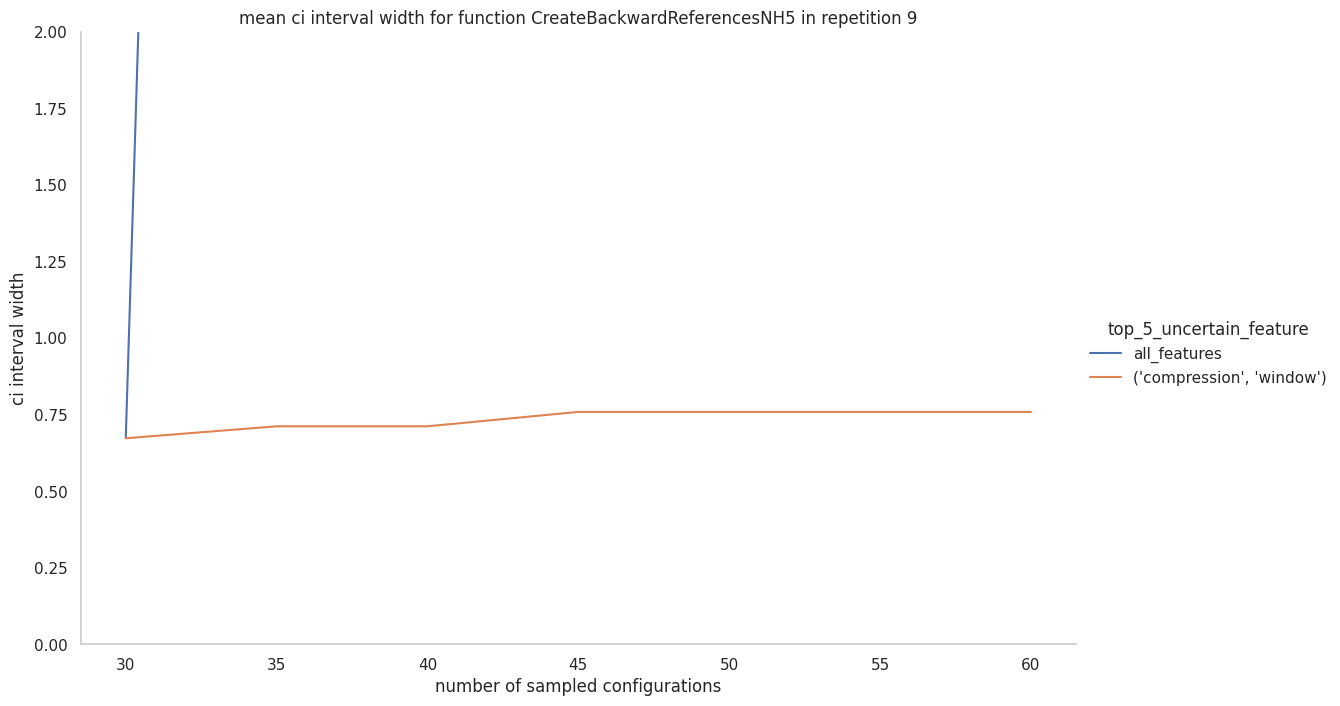 mean ci interval width for function CreateBackwardReferencesNH5 in repetition 9
2.00
1.75
1.50
1.25
1.00
0.75
0.50
0.25
0.00
ci interval width
30
35
40
45
50
55
60
number of sampled configurations
top_5_uncertain_feature
all_features
('compression', 'window')